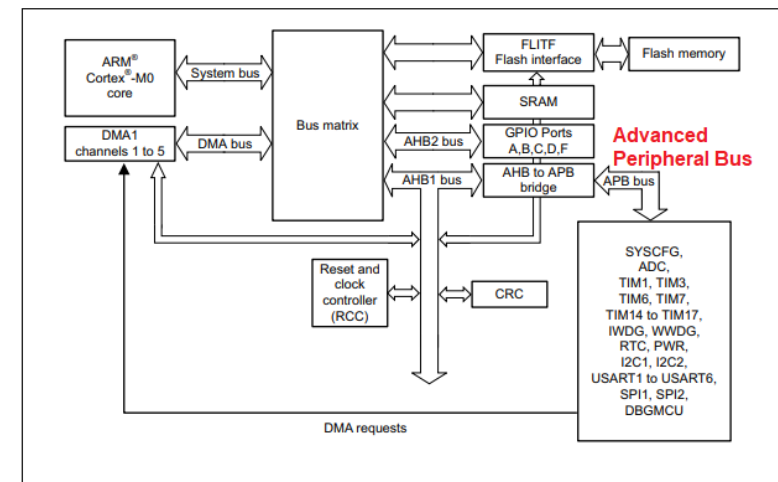 ARM®
Cortex®-M0
core
System bus
DMA1
channels 1 to 5
DMA bus
Bus matrix
FLITF
Flash interface
Flash memory
SRAM
AHB2 bus
GPIO Ports
A,B,C,D,F
Advanced
Peripheral Bus
AHB1 bus
AHB to APB
bridge
APB bus
Reset and
clock
controller
(RCC)
CRC
SYSCFG,
ADC,
TIM1, TIM3,
TIM6, TIM7,
TIM14 to TIM17,
IWDG, WWDG,
RTC, PWR,
I2C1, I2C2,
USART1 to USART6,
SPI1, SPI2,
DBGMCU
DMA requests